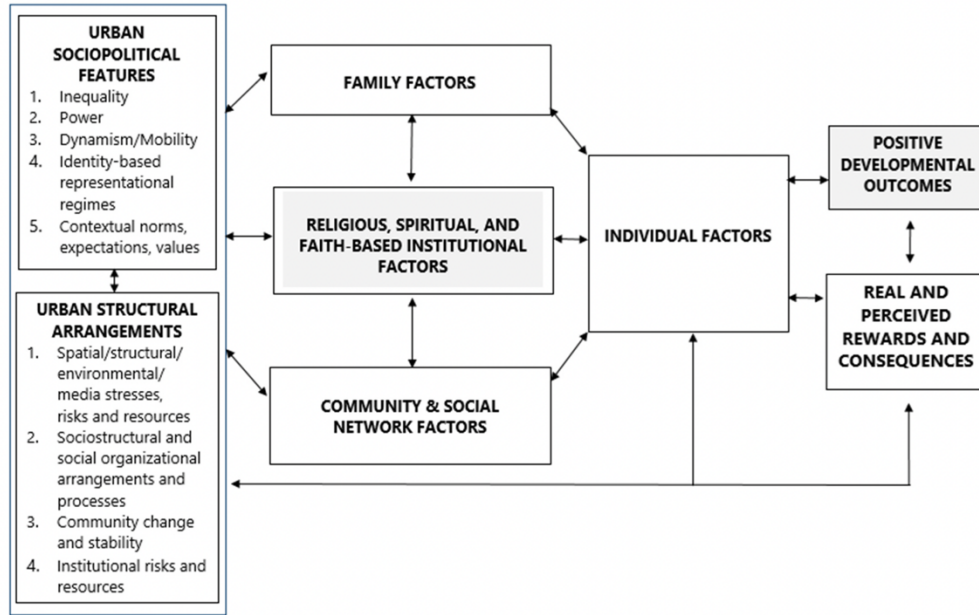 URBAN
SOCIOPOLITICAL
FEATURES
1. Inequality
2. Power
3. Dynamism/Mobility
4. Identity-based
representational
regimes
5. Contextual norms,
expectations, values
URBAN STRUCTURAL
ARRANGEMENTS
1. Spatial/structural/
environmental/
media stresses,
risks and resources
2. Sociostructural and
social organizational
arrangements and
processes
3. Community change
and stability
4. Institutional risks and
resources
FAMILY FACTORS
RELIGIOUS, SPIRITUAL, AND
FAITH-BASED INSTITUTIONAL
FACTORS
COMMUNITY & SOCIAL
NETWORK FACTORS
INDIVIDUAL FACTORS
POSITIVE
DEVELOPMENTAL
OUTCOMES
REAL AND
PERCEIVED
REWARDS AND
CONSEQUENCES